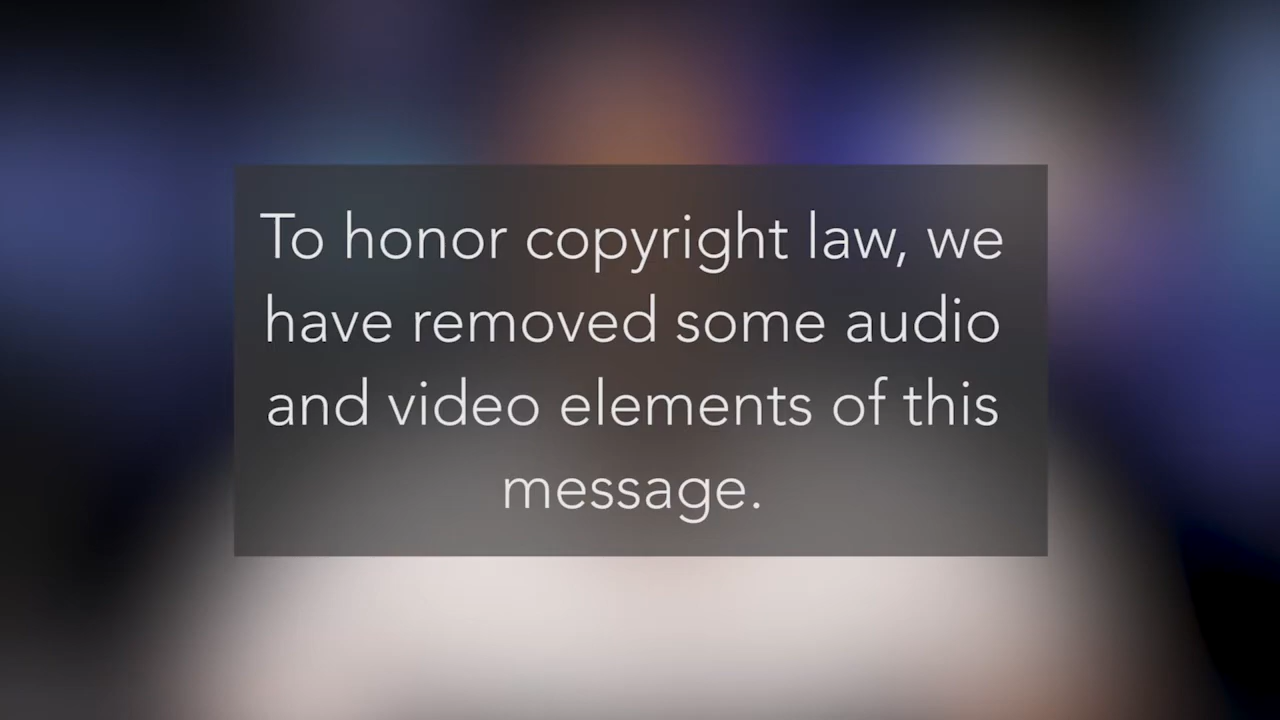 To honor copyright law, we
have removed some audio
and video elements of this
message.